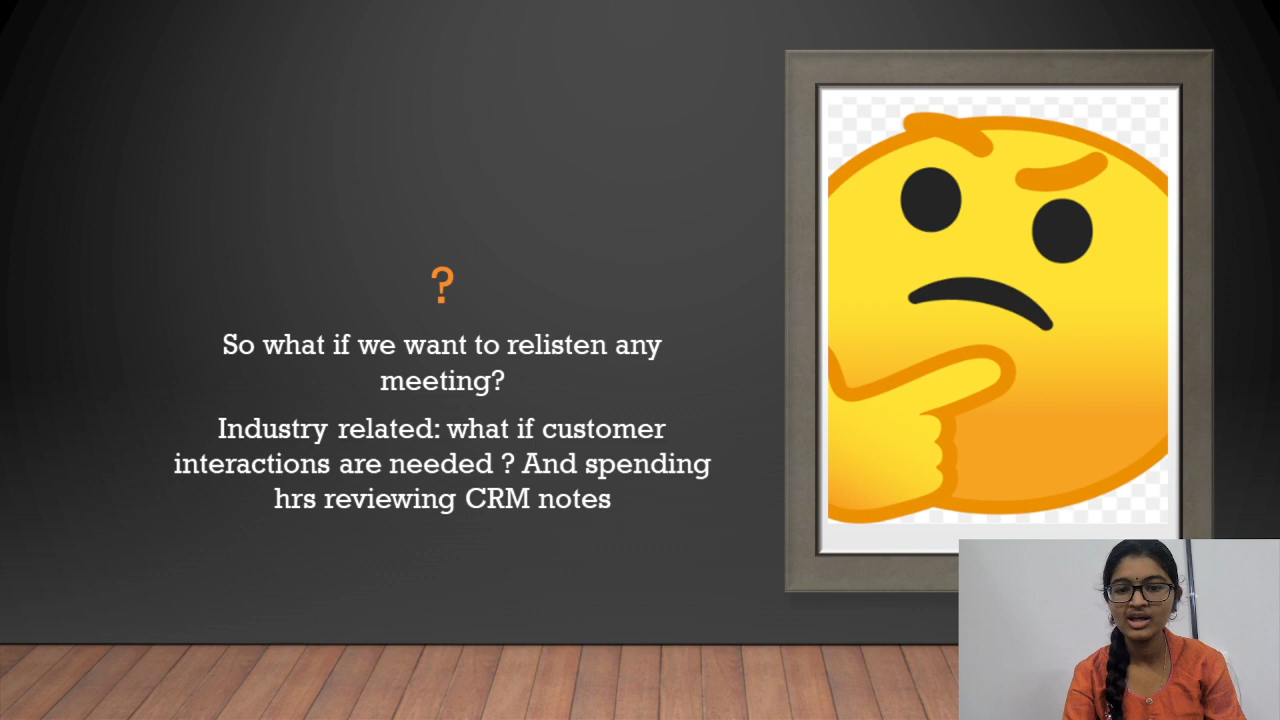 ?
So what if we want to relisten any
meeting?
Industry related: what if customer
interactions are needed ? And spending
hrs reviewing CRM notes